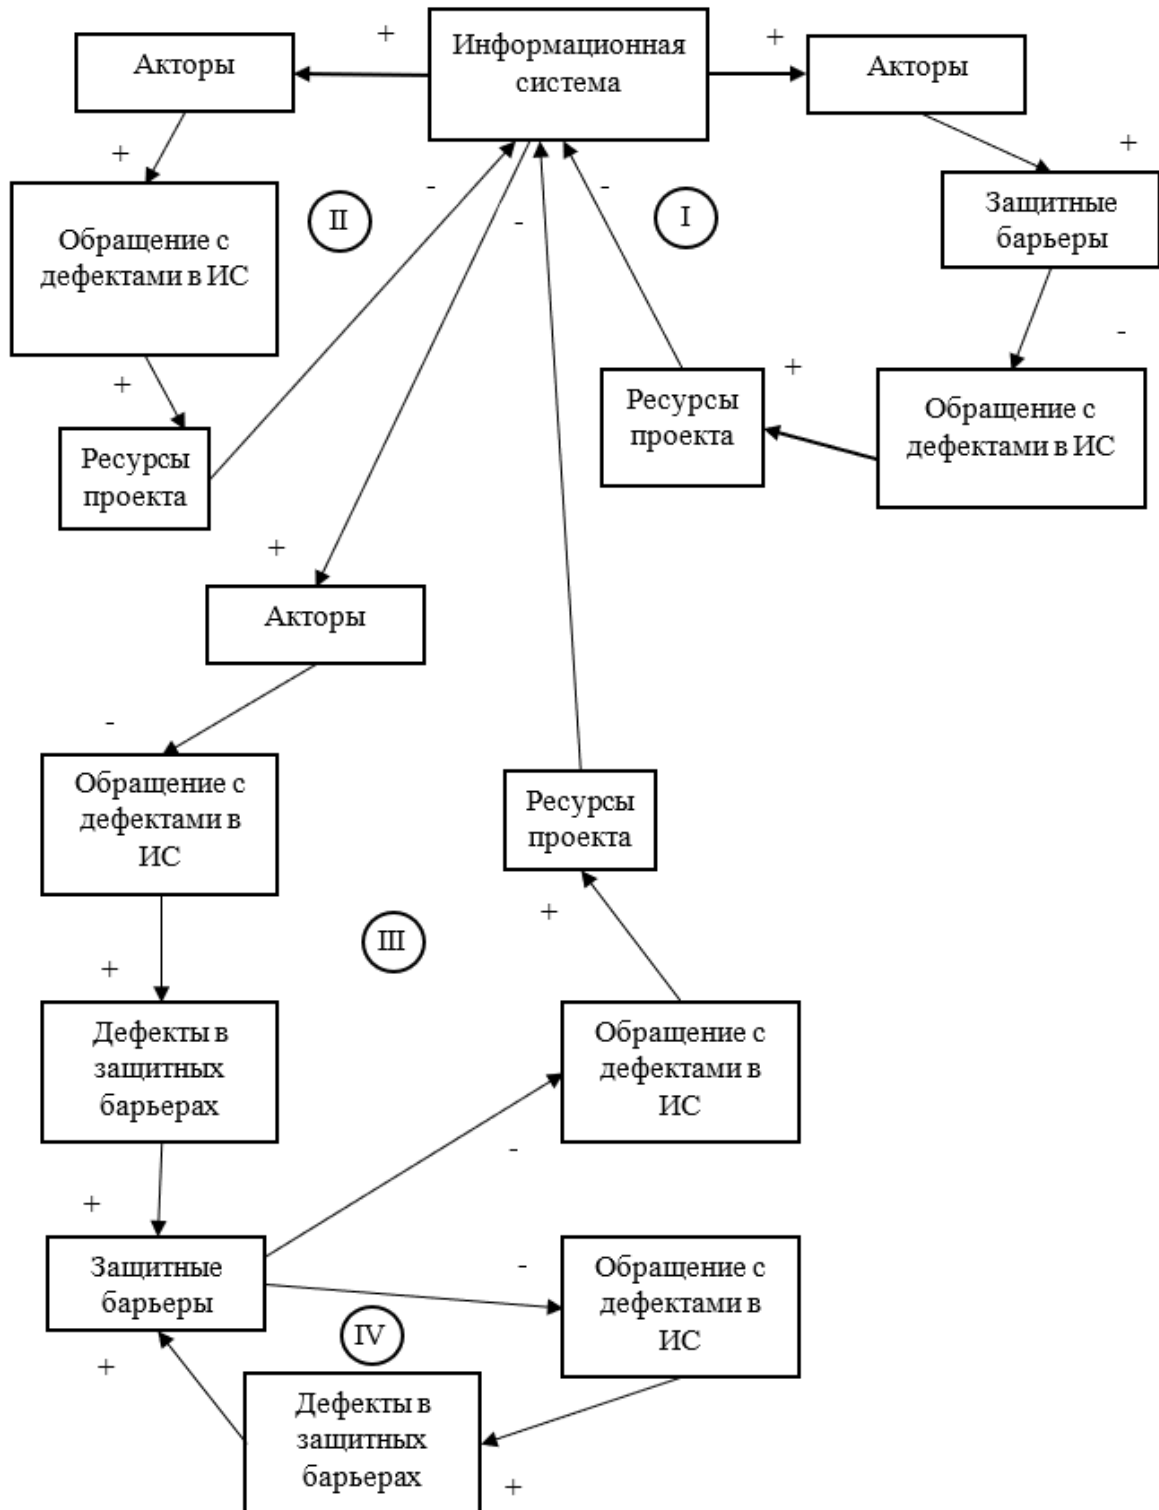 +
Информационная
система
+
Акторы
Акторы
+
+
-
-
-
II
I
Защитные
барьеры
Обращение с
дефектами в ИС
-
+
+
Ресурсы
проекта
Обращение с
дефектами в ИС
Ресурсы
проекта
+
Акторы
-
Обращение с
дефектами в
ИС
Ресурсы
проекта
+
III
+
Дефекты в
защитных
барьерах
Обращение с
дефектами в
ИС
-
+
Защитные
барьеры
-
Обращение с
дефектами в
ИС
IV
+
Дефекты в
защитных
барьерах
+